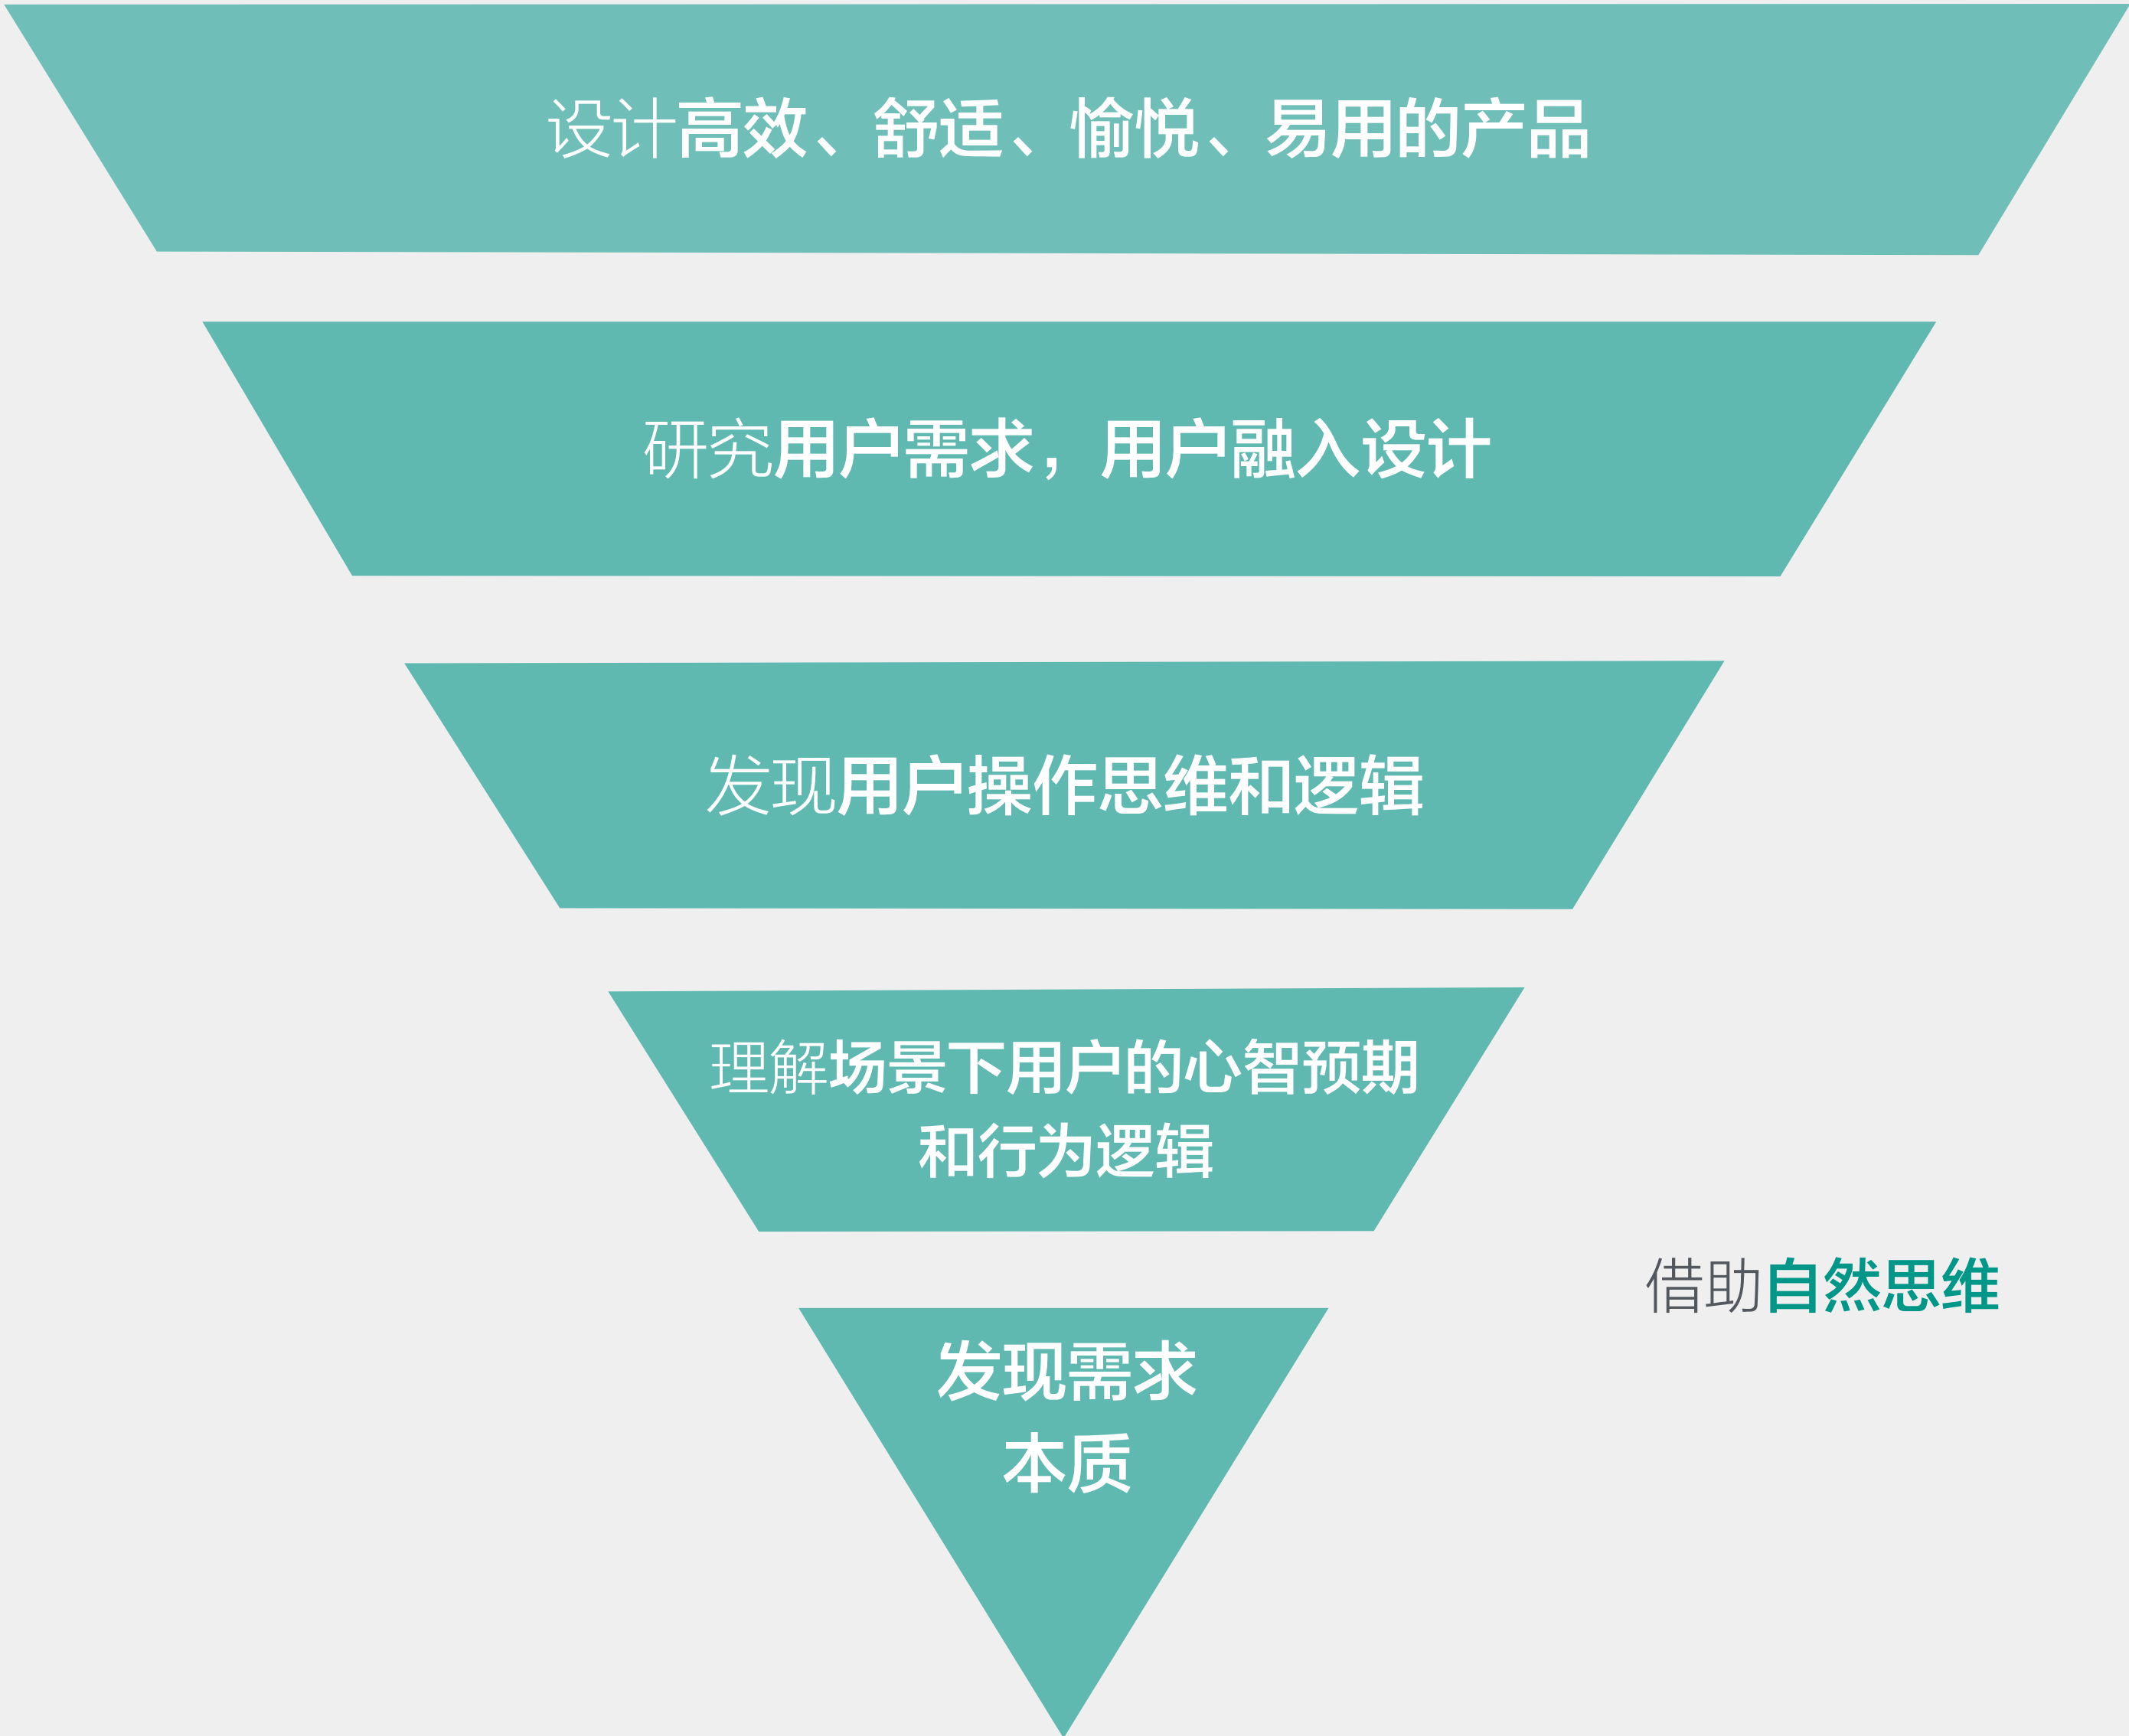 设计高效、舒适、愉悦的易用的产品
研究用户需求，用户融入设计
发现用户操作思维和逻辑
理解扬景下用户的心智预期
和行为逻辑
借助自然思维
发现需求
本质